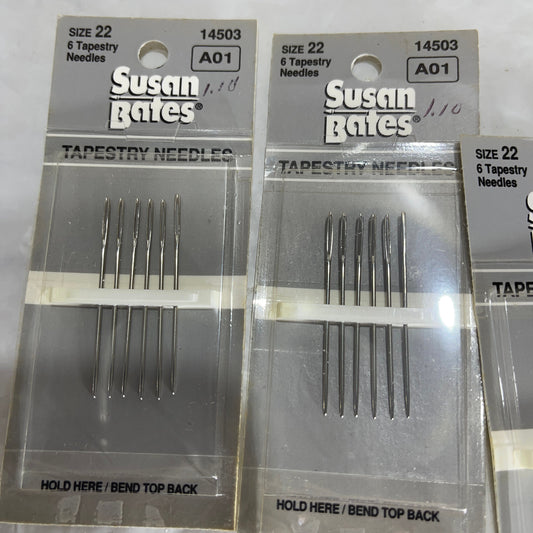 SIZE 22 14503
6 Tapestry
Needles A01
Susan
Bates®
1.10
TAPESTRY NEEDLES
HOLD HERE / BEND TOP BACK
SIZE 22 14503
6 Tapestry
Needles A01
Susan
Bates®
1.10
TAPESTRY NEEDLES
HOLD HERE / BEND TOP BACK
SIZE 22
6 Tapestry
Needles
TAPE